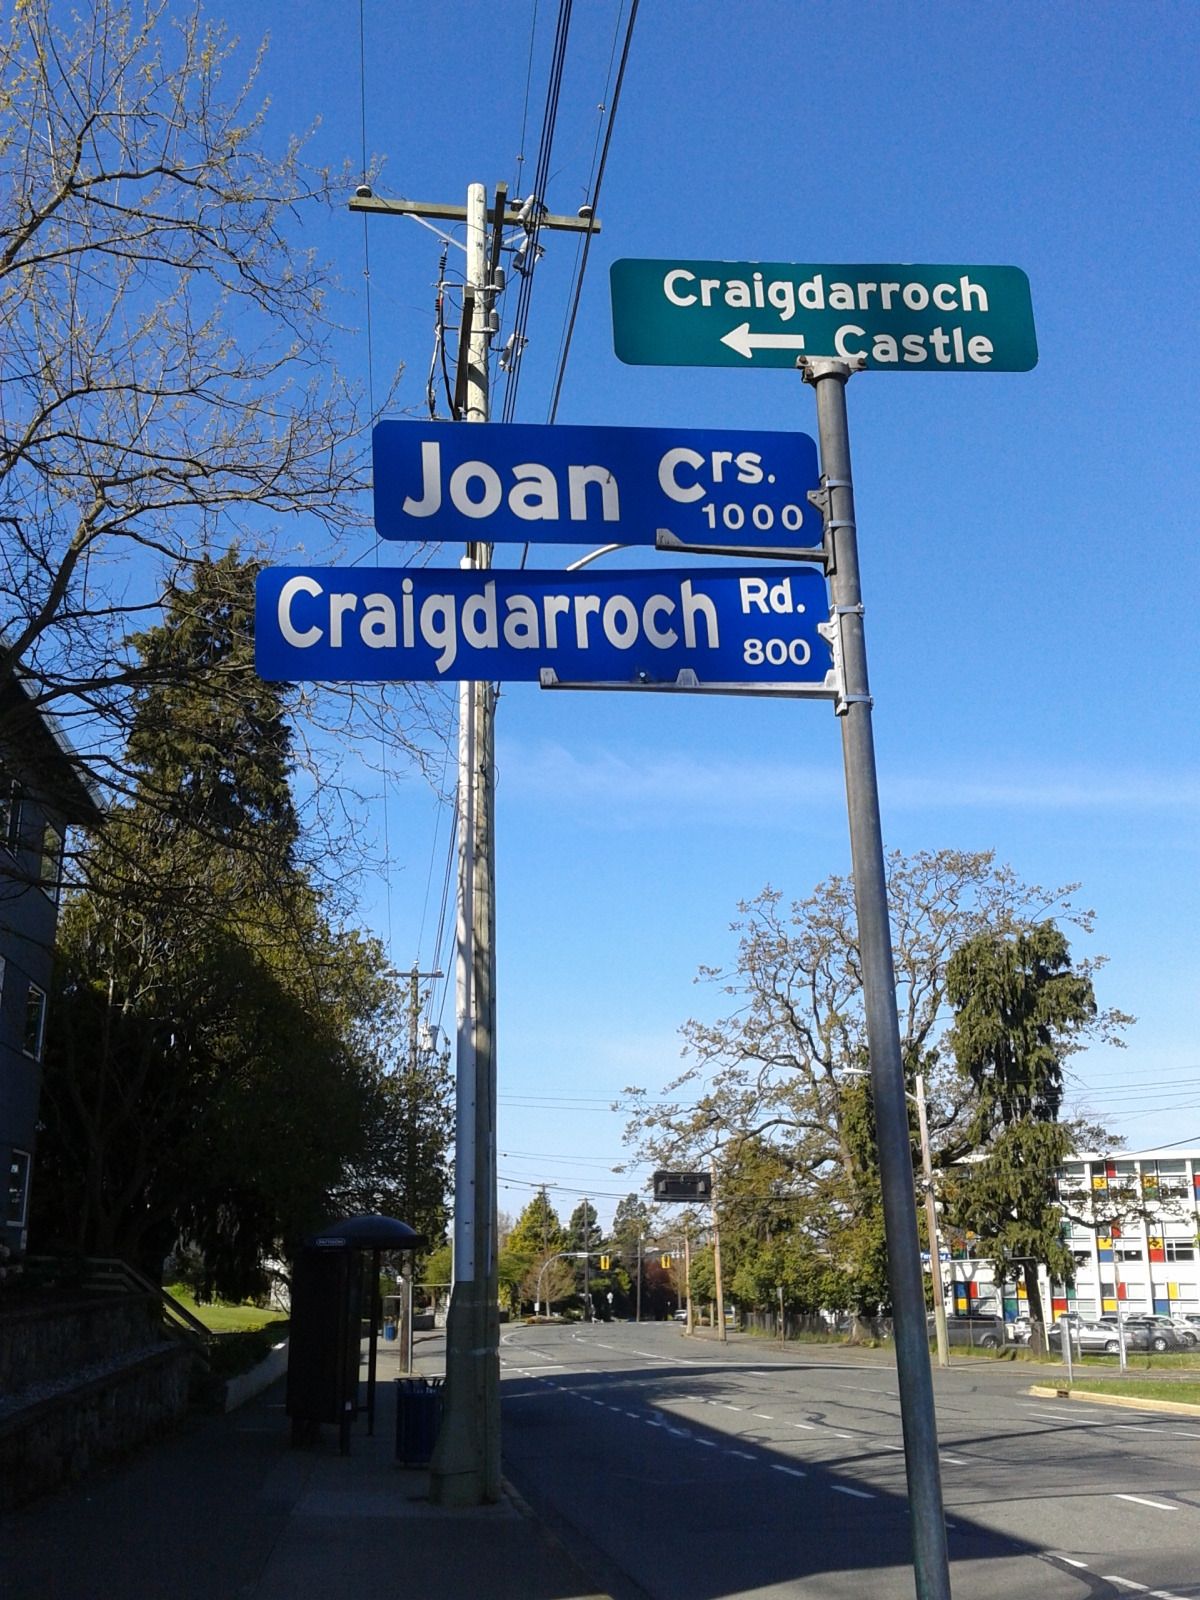 Craigdarroch
← Castle
Joan Crs.
1000
Craigdarroch Rd.
800